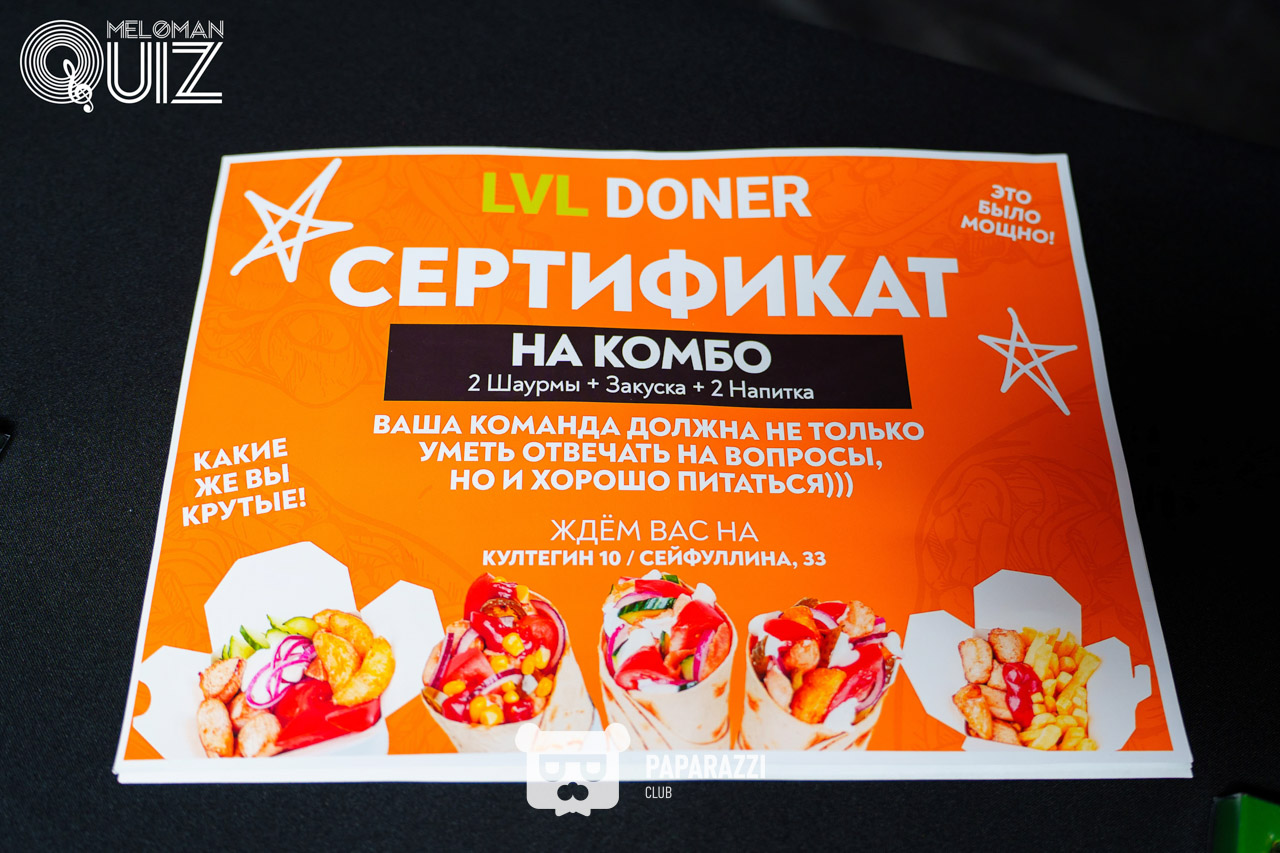 MELOMAN
QUIZ
LVL DONER
ЭТО
БЫЛО
МОЩНО!
СЕРТИФИКАТ
НА КОМБО
2 Шаурмы + Закуска + 2 Напитка
ВАША КОМАНДА ДОЛЖНА НЕ ТОЛЬКО
УМЕТЬ ОТВЕЧАТЬ НА ВОПРОСЫ,
НО И ХОРОШО ПИТАТЬСЯ)))
КАКИЕ
ЖЕ ВЫ
КРУТЫЕ!
ЖДЁМ ВАС НА
КУЛТЕГИН 10 / СЕЙФУЛЛИНА, 33
PAPARAZZI
CLUB